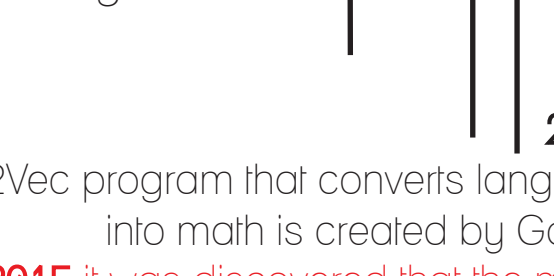 2Vec program that converts lang
into math is created by Go
2015 it was discovered that the